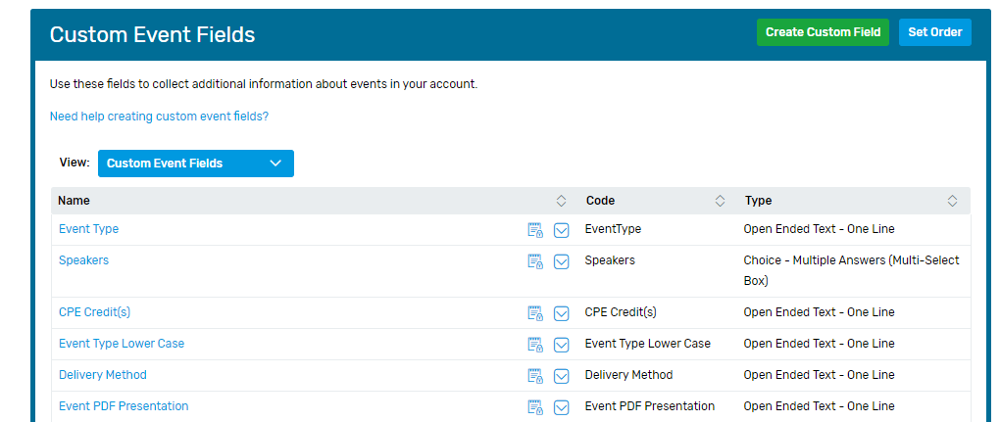 Custom Event Fields
Create Custom Field
Set Order
Use these fields to collect additional information about events in your account.
Need help creating custom event fields?
View: Custom Event Fields
Name Code Type
Event Type EventType Open Ended Text - One Line
Speakers Speakers Choice - Multiple Answers (Multi-Select
Box)
CPE Credit(s) CPE Credit(s) Open Ended Text - One Line
Event Type Lower Case Event Type Lower Case Open Ended Text - One Line
Delivery Method Delivery Method Open Ended Text - One Line
Event PDF Presentation Event PDF Presentation Open Ended Text - One Line